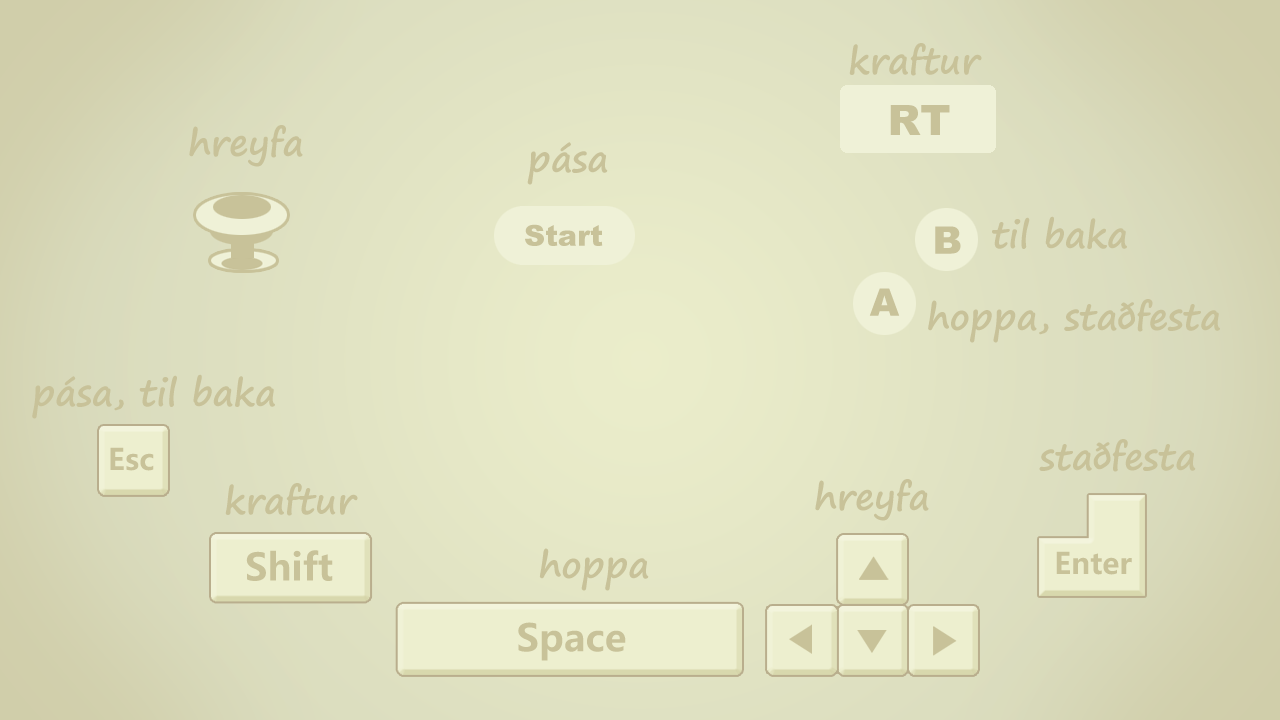 kraftur
RT
hreyfa
pása
Start
B til baka
A hoppa, staðfesta
pása, til baka
Esc
kraftur
Shift
hoppa
Space
hreyfa
staðfesta
Enter